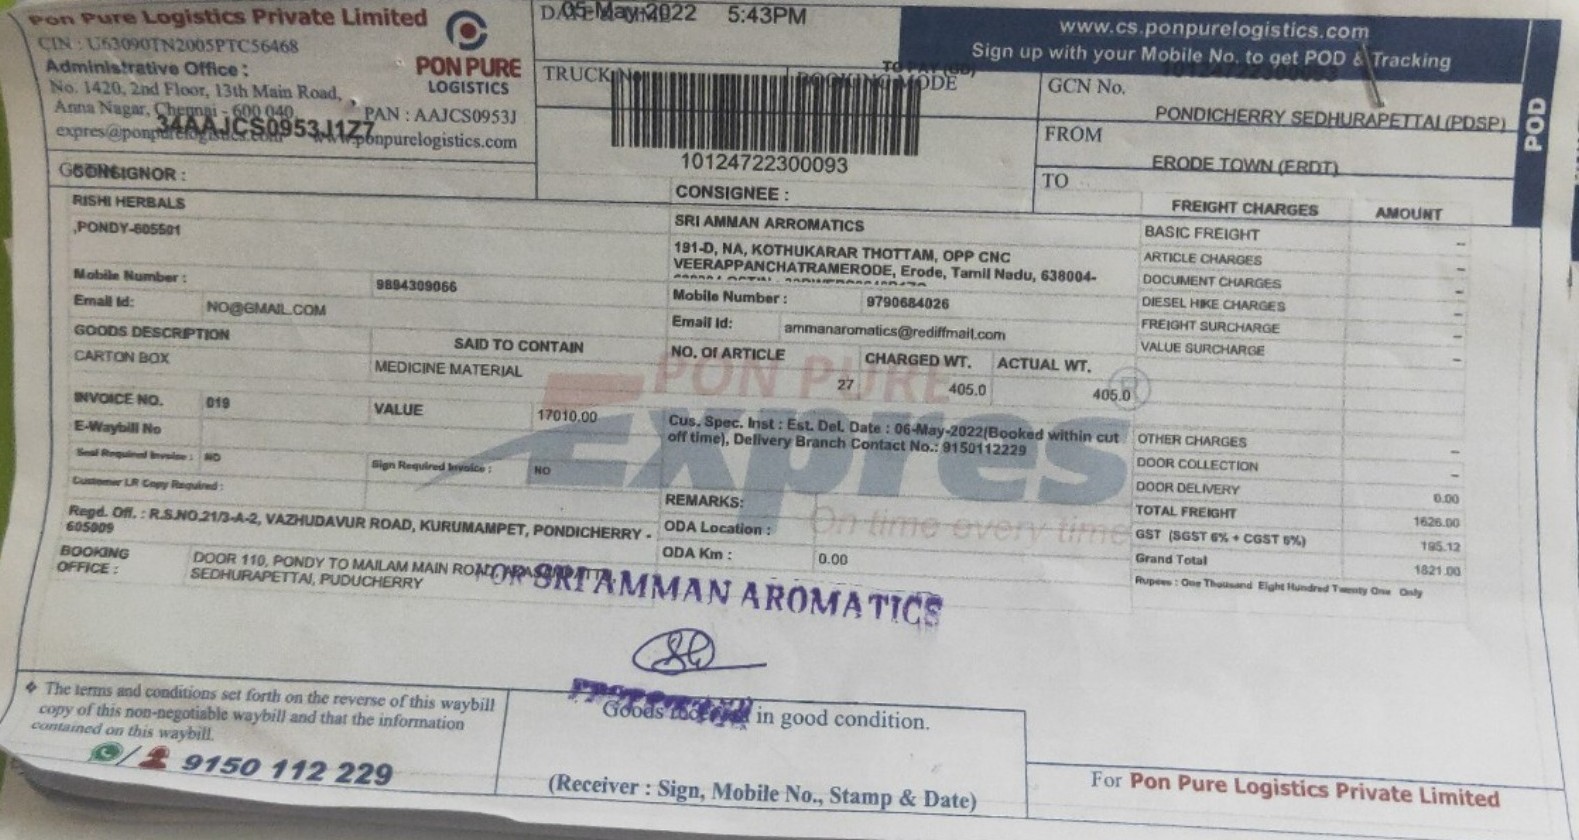 Pon Pure Logistics Private Limited
CIN : U63090TN2005PTC56468
Administrative Office :
No. 1420, 2nd Floor, 13th Main Road,
Anna Nagar, Chennai - 600 040
PAN : AAJCS0953J
34AAJCS0953J1Z7
www.ponpurelogistics.com
PON PURE
LOGISTICS
05-May-2022 5:43PM
TRUCK No
BOOKING MODE
10124722300093
www.cs.ponpurelogistics.com
Sign up with your Mobile No. to get POD & Tracking
GCN No.
PONDICHERRY SEDHURAPETTAI(PDSP)
FROM
ERODE TOWN (ERDT)
TO
POD
CONSIGNOR :
RISHI HERBALS
,PONDY-605501
Mobile Number : 9894309066
Email Id: NO@GMAIL.COM
CONSIGNEE :
SRI AMMAN ARROMATICS
191-D, NA, KOTHUKARAR THOTTAM, OPP CNC
VEERAPPANCHATRAMERODE, Erode, Tamil Nadu, 638004-
Mobile Number : 9790684026
Email Id: ammanaromatics@rediffmail.com
GOODS DESCRIPTION SAID TO CONTAIN NO. Of ARTICLE CHARGED WT. ACTUAL WT.
CARTON BOX MEDICINE MATERIAL 27 405.0 405.0
INVOICE NO. 019 VALUE 17010.00
E-Waybill No
Seal Required Invoice : NO Sign Required Invoice : NO
Customer LR Copy Required :
Cus. Spec. Inst : Est. Del. Date : 06-May-2022(Booked within cut
off time), Delivery Branch Contact No.: 9150112229
REMARKS:
ODA Location :
ODA Km : 0.00
Regd. Off. : R.S.NO.21/3-A-2, VAZHUDAVUR ROAD, KURUMAMPET, PONDICHERRY -
605009
BOOKING
OFFICE :
DOOR 110, PONDY TO MAILAM MAIN ROAD,
SEDHURAPETTAI, PUDUCHERRY
PON PURE
Expres
On time every time
FREIGHT CHARGES AMOUNT
BASIC FREIGHT –
ARTICLE CHARGES –
DOCUMENT CHARGES –
DIESEL HIKE CHARGES –
FREIGHT SURCHARGE –
VALUE SURCHARGE –
OTHER CHARGES –
DOOR COLLECTION –
DOOR DELIVERY 0.00
TOTAL FREIGHT 1626.00
GST (SGST 6% + CGST 6%) 195.12
Grand Total 1821.00
Rupees : One Thousand Eight Hundred Twenty One Only
FOR SRI AMMAN AROMATICS
❖ The terms and conditions set forth on the reverse of this waybill
copy of this non-negotiable waybill and that the information
contained on this waybill.
9150 112 229
Goods received in good condition.
(Receiver : Sign, Mobile No., Stamp & Date)
For Pon Pure Logistics Private Limited